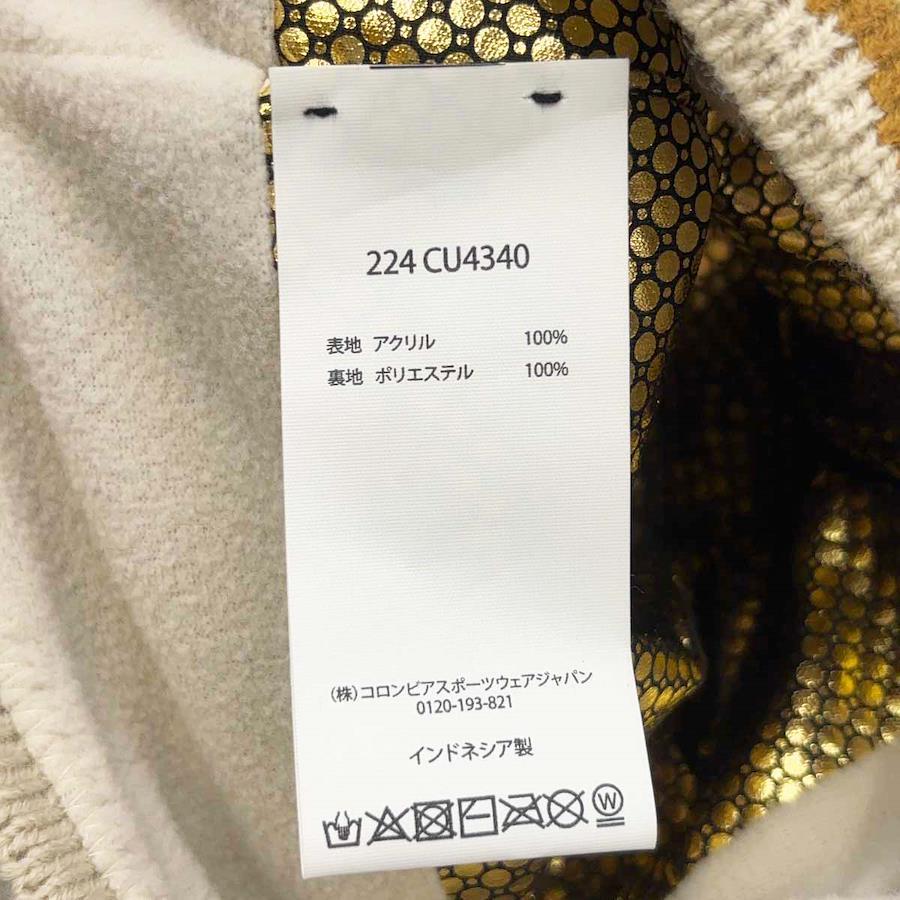 224 CU4340
表地 アクリル 100%
裏地 ポリエステル 100%
(株)コロンビアスポーツウェアジャパン
0120-193-821
インドネシア製
W